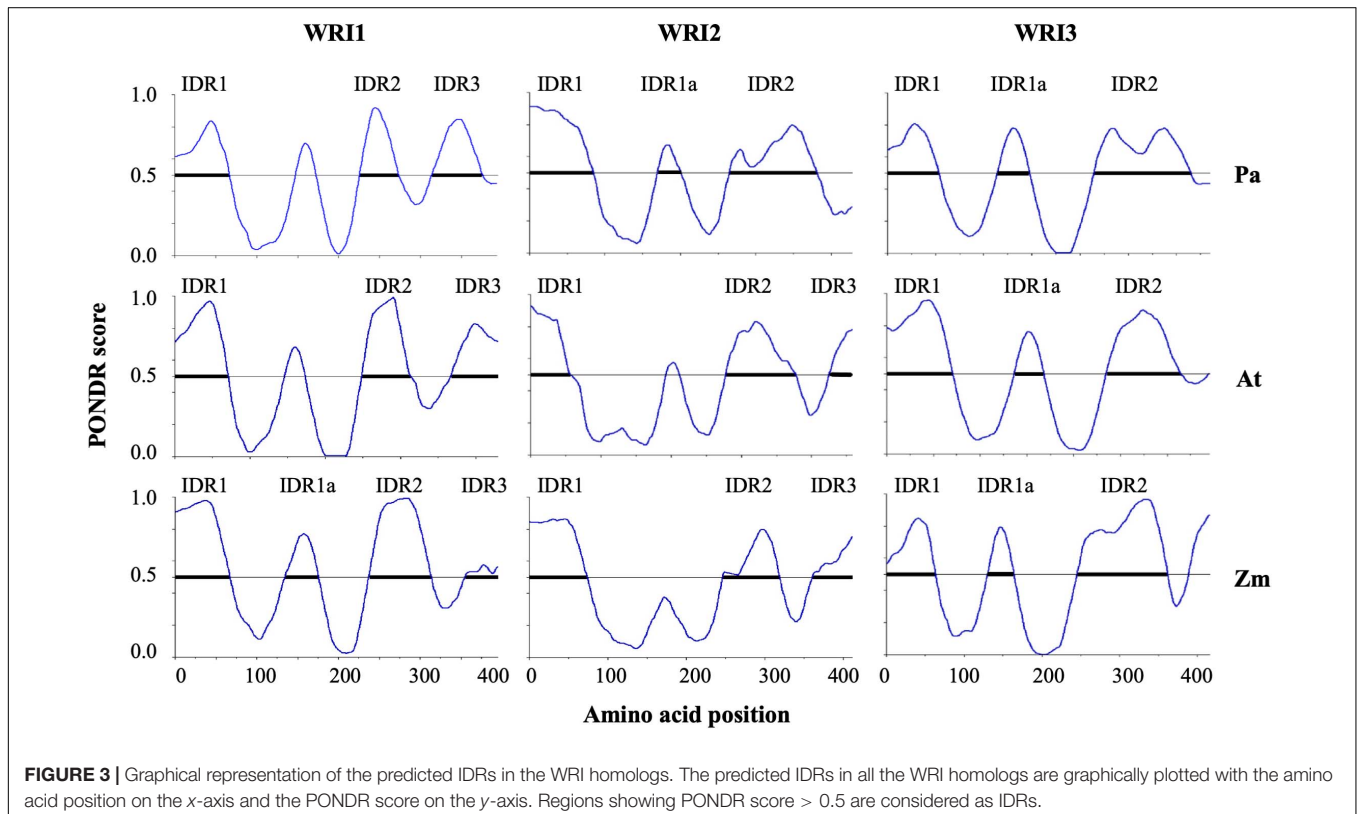 WRI1 WRI2 WRI3
IDR1 IDR2 IDR3 IDR1 IDR1a IDR2 IDR1 IDR1a IDR2
1.0
0.5
0.0
Pa
IDR1 IDR2 IDR3 IDR1 IDR2 IDR3 IDR1 IDR1a IDR2
1.0
0.5
0.0
At
PONDR score
IDR1 IDR1a IDR2 IDR3 IDR1 IDR2 IDR3 IDR1 IDR1a IDR2
1.0
0.5
0.0
Zm
0 100 200 300 400 0 100 200 300 400 0 100 200 300 400
Amino acid position
FIGURE 3 | Graphical representation of the predicted IDRs in the WRI homologs. The predicted IDRs in all the WRI homologs are graphically plotted with the amino
acid position on the x-axis and the PONDR score on the y-axis. Regions showing PONDR score > 0.5 are considered as IDRs.